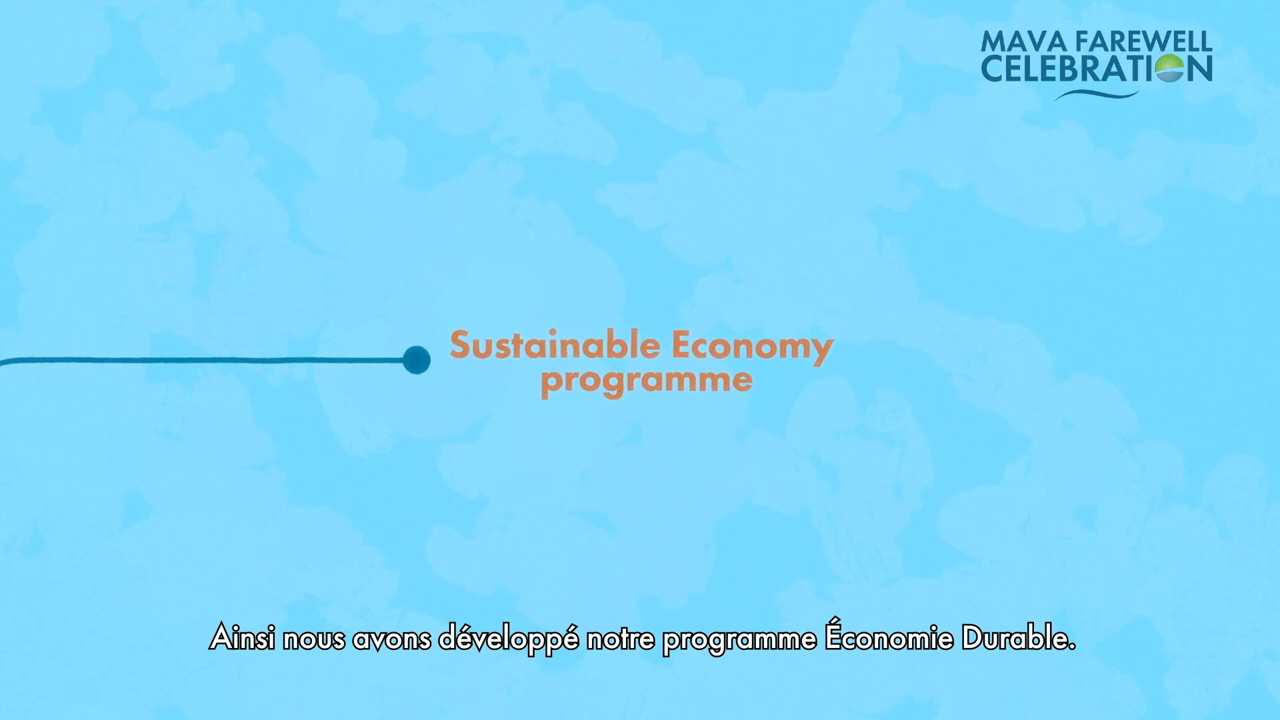 MAVA FAREWELL
CELEBRATION
Sustainable Economy
programme
Ainsi nous avons développé notre programme Économie Durable.